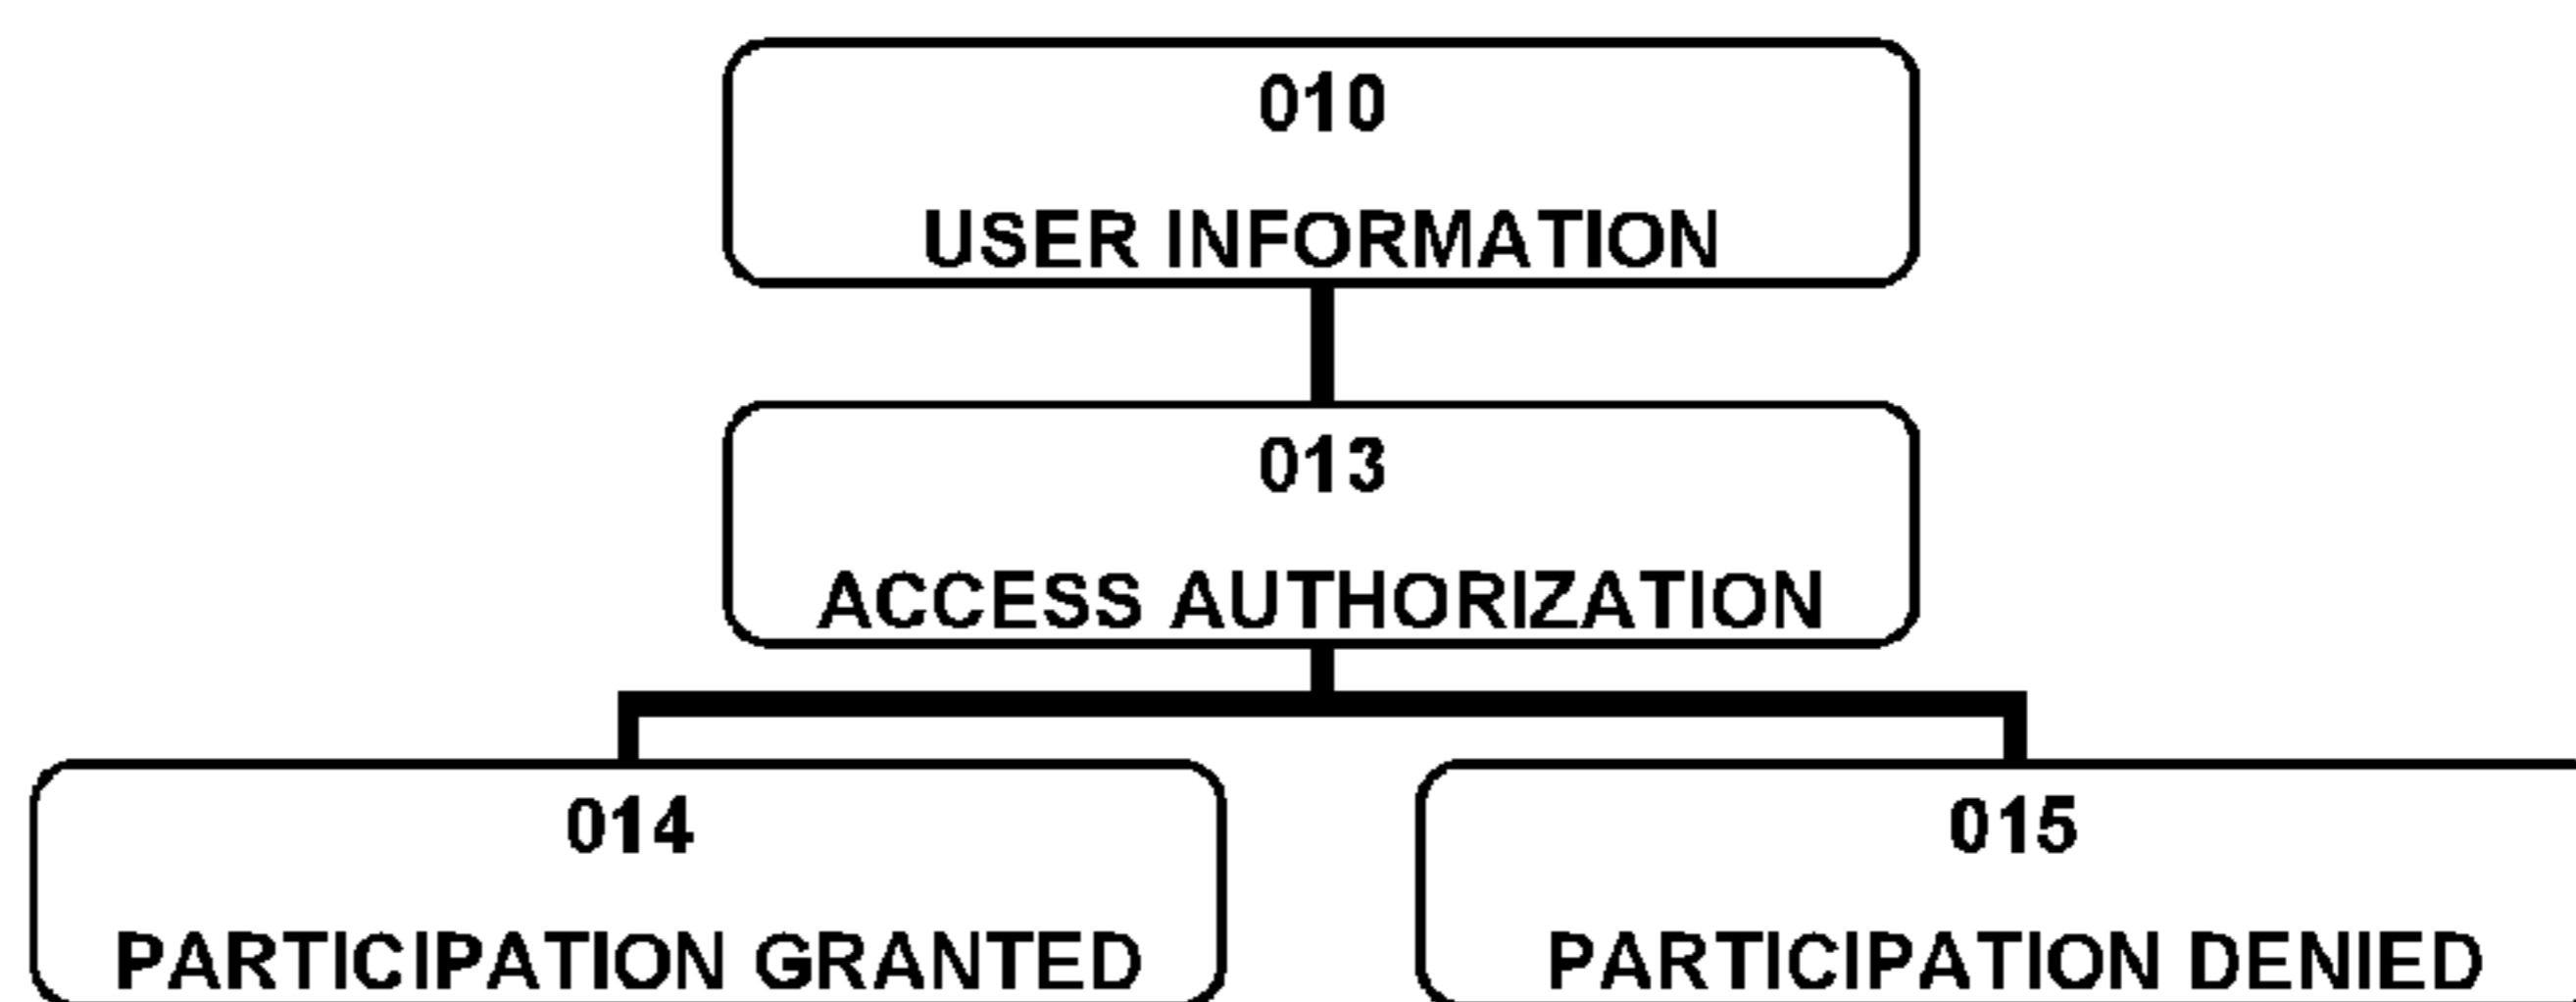 010
USER INFORMATION
013
ACCESS AUTHORIZATION
014
PARTICIPATION GRANTED
015
PARTICIPATION DENIED